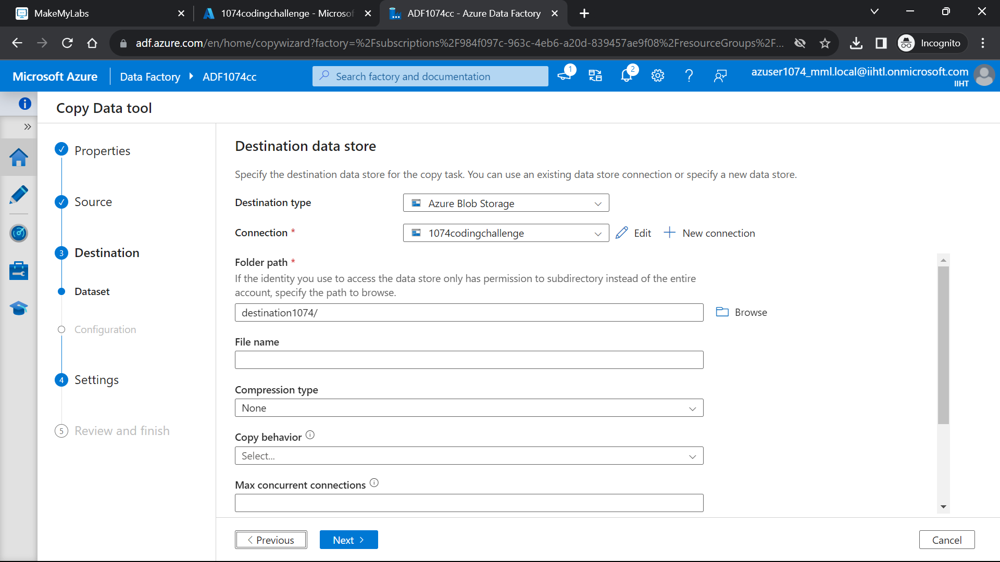 MakeMyLabs
1074codingchallenge - Microsof
ADF1074cc - Azure Data Factory
adf.azure.com/en/home/copywizard?factory=%2Fsubscriptions%2F984f097c-963c-4eb6-a20d-839457ae9f08%2FresourceGroups%2F...
Incognito
Microsoft Azure
Data Factory
ADF1074cc
Search factory and documentation
1
2
azuser1074_mml.local@iihtl.onmicrosoft.com
IIHT
Copy Data tool
Properties
Source
3 Destination
Dataset
Configuration
4 Settings
5 Review and finish
Destination data store
Specify the destination data store for the copy task. You can use an existing data store connection or specify a new data store.
Destination type
Azure Blob Storage
Connection *
1074codingchallenge
Edit
New connection
Folder path *
If the identity you use to access the data store only has permission to subdirectory instead of the entire
account, specify the path to browse.
destination1074/
Browse
File name
Compression type
None
Copy behavior
Select...
Max concurrent connections
Previous
Next
Cancel